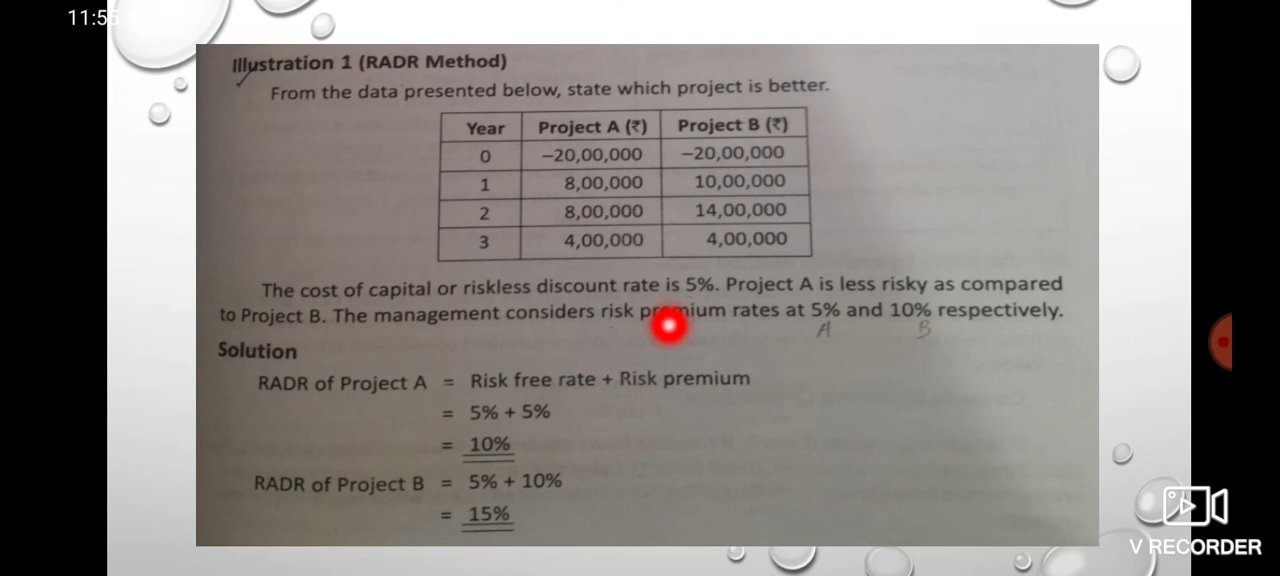 11:55
Illustration 1 (RADR Method)
From the data presented below, state which project is better.
Year Project A (₹) Project B (₹)
0 −20,00,000 −20,00,000
1 8,00,000 10,00,000
2 8,00,000 14,00,000
3 4,00,000 4,00,000
The cost of capital or riskless discount rate is 5%. Project A is less risky as compared
to Project B. The management considers risk premium rates at 5% and 10% respectively.
A B
Solution
RADR of Project A = Risk free rate + Risk premium
= 5% + 5%
= 10%
RADR of Project B = 5% + 10%
= 15%
V RECORDER